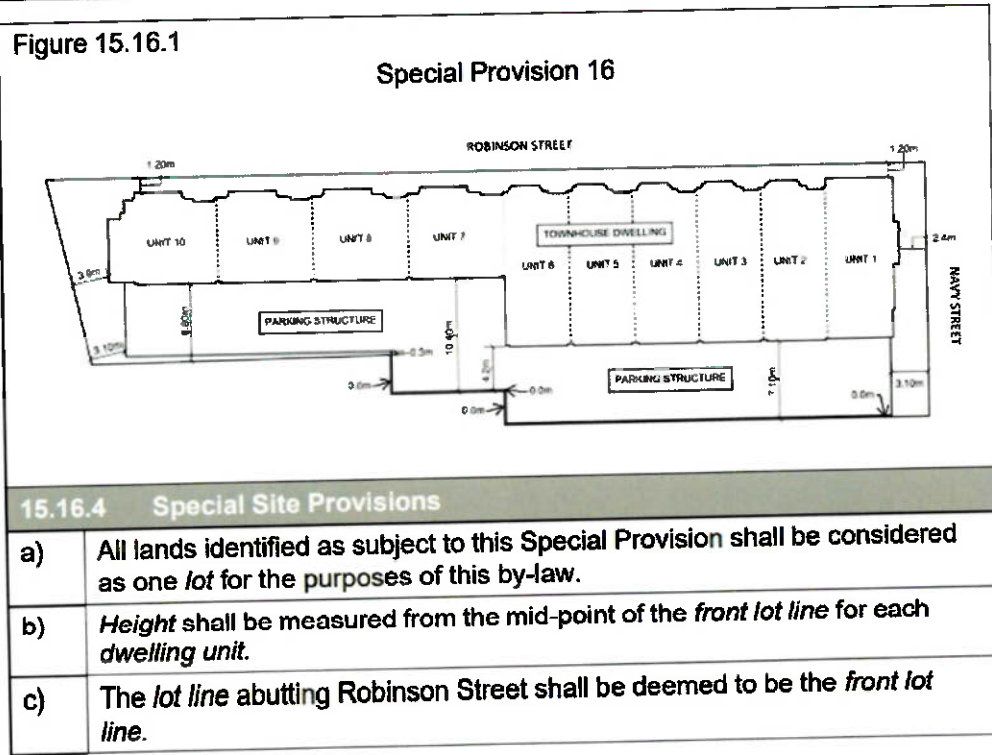 Figure 15.16.1
Special Provision 16
ROBINSON STREET
1.20m
1.20m
UNIT 10
UNIT 9
UNIT 8
UNIT 7
TOWNHOUSE DWELLING
UNIT 6
UNIT 5
UNIT 4
UNIT 3
UNIT 2
UNIT 1
2.4m
NAVY STREET
PARKING STRUCTURE
10.40m
3.10m
0.3m
4.2m
PARKING STRUCTURE
7.10m
3.10m
0.0m
0.0m
0.0m
0.0m
15.16.4 Special Site Provisions
a) All lands identified as subject to this Special Provision shall be considered
as one lot for the purposes of this by-law.
b) Height shall be measured from the mid-point of the front lot line for each
dwelling unit.
c) The lot line abutting Robinson Street shall be deemed to be the front lot
line.